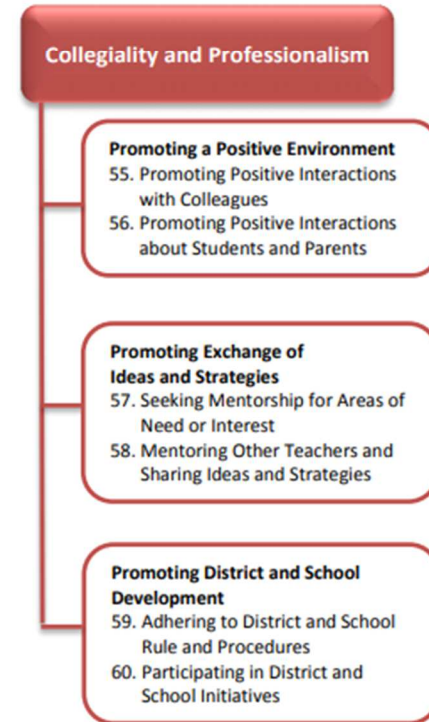 Collegiality and Professionalism
Promoting a Positive Environment
55. Promoting Positive Interactions
with Colleagues
56. Promoting Positive Interactions
about Students and Parents
Promoting Exchange of
Ideas and Strategies
57. Seeking Mentorship for Areas of
Need or Interest
58. Mentoring Other Teachers and
Sharing Ideas and Strategies
Promoting District and School
Development
59. Adhering to District and School
Rule and Procedures
60. Participating in District and
School Initiatives